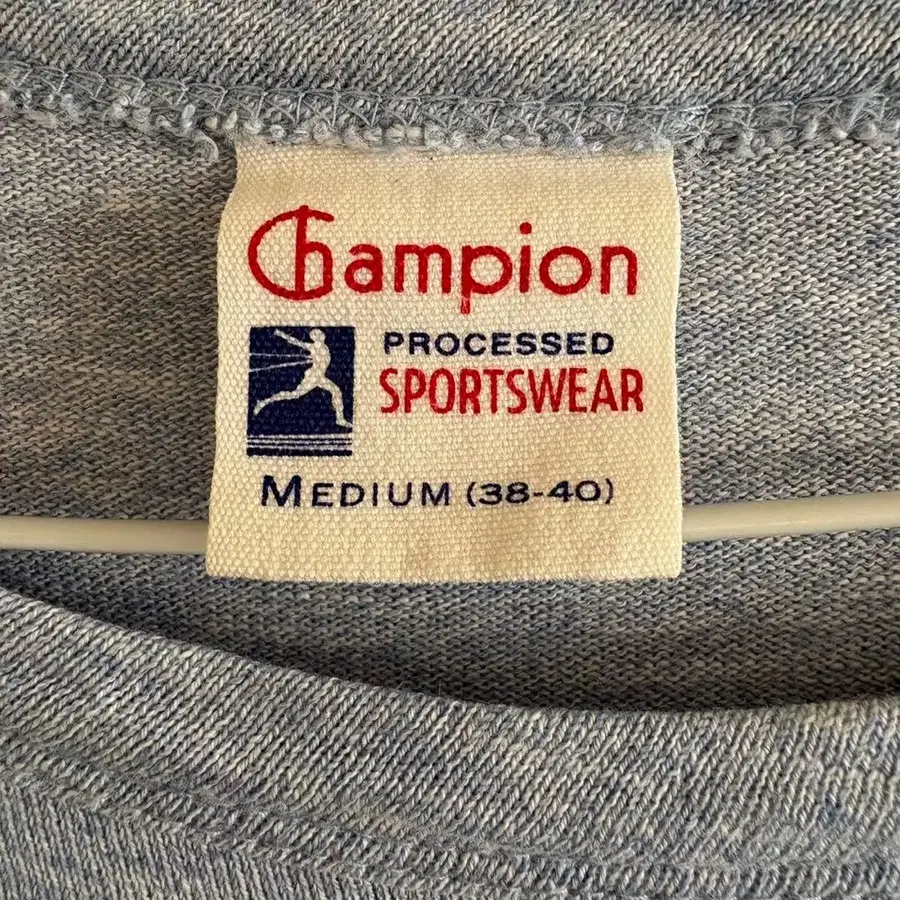 Champion
PROCESSED
SPORTSWEAR
MEDIUM (38-40)